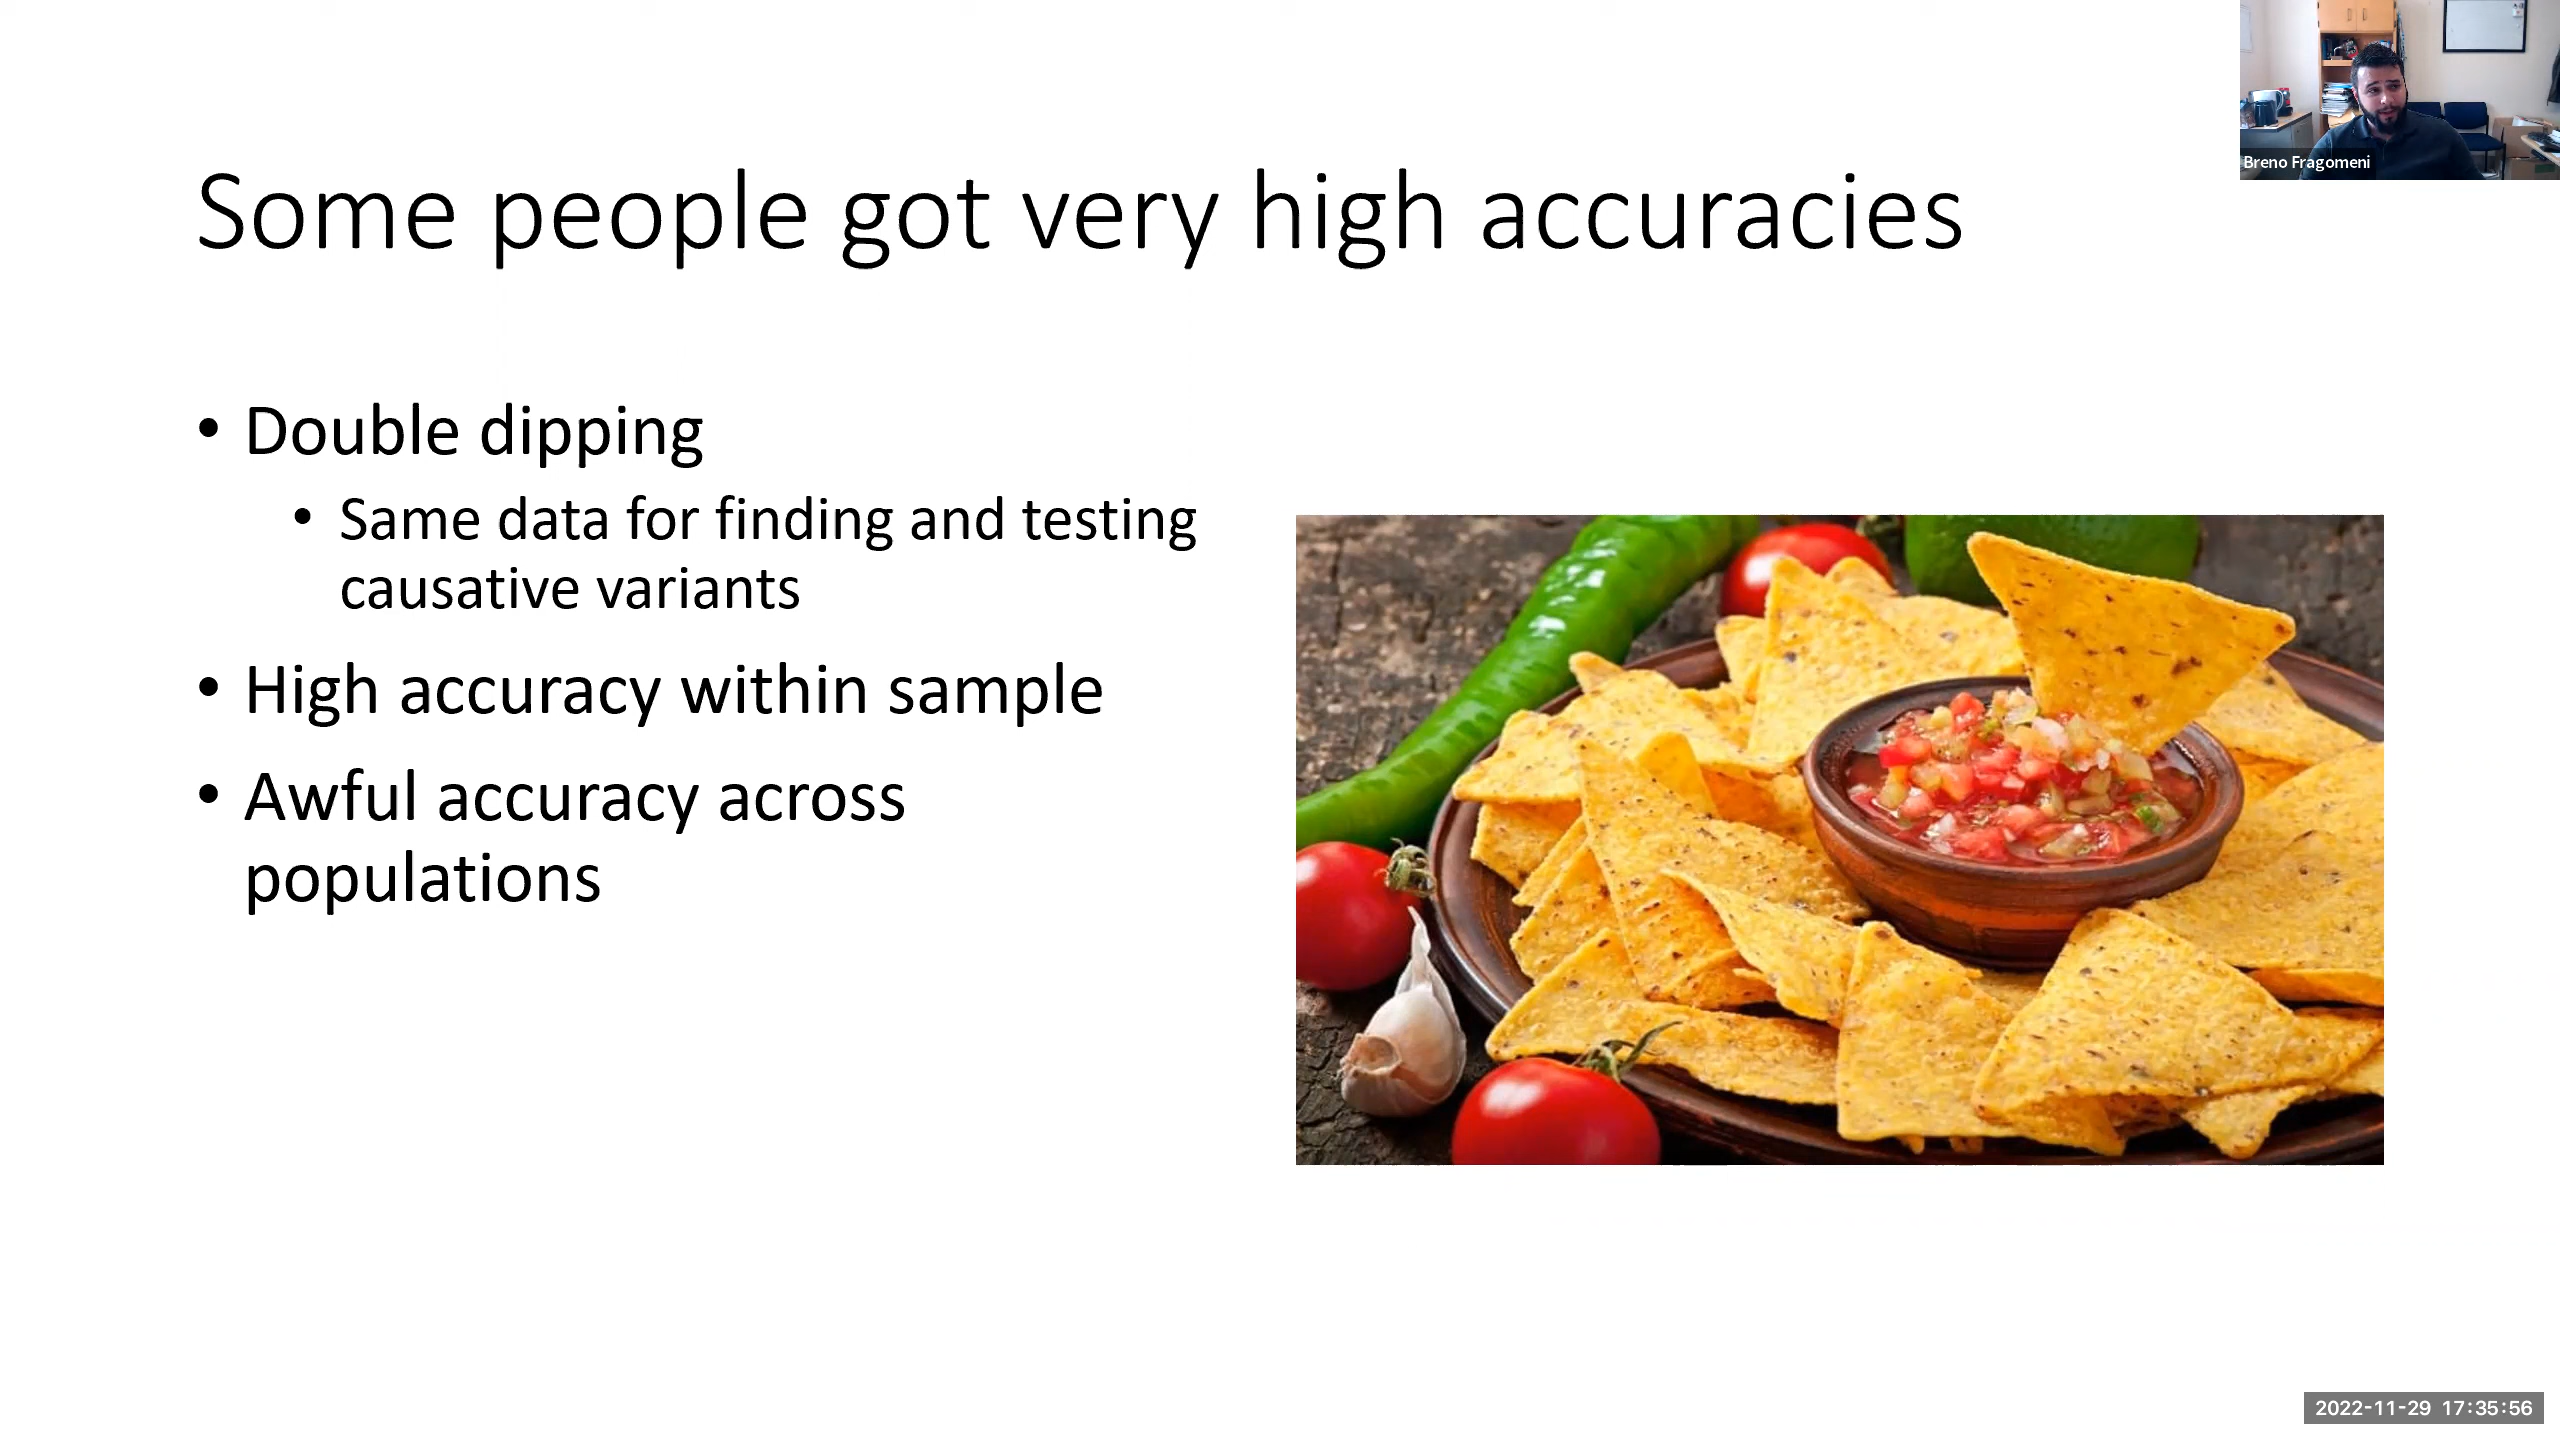 Breno Fragomeni
Some people got very high accuracies
• Double dipping
• Same data for finding and testing
causative variants
• High accuracy within sample
• Awful accuracy across
populations
2022-11-29 17:35:56